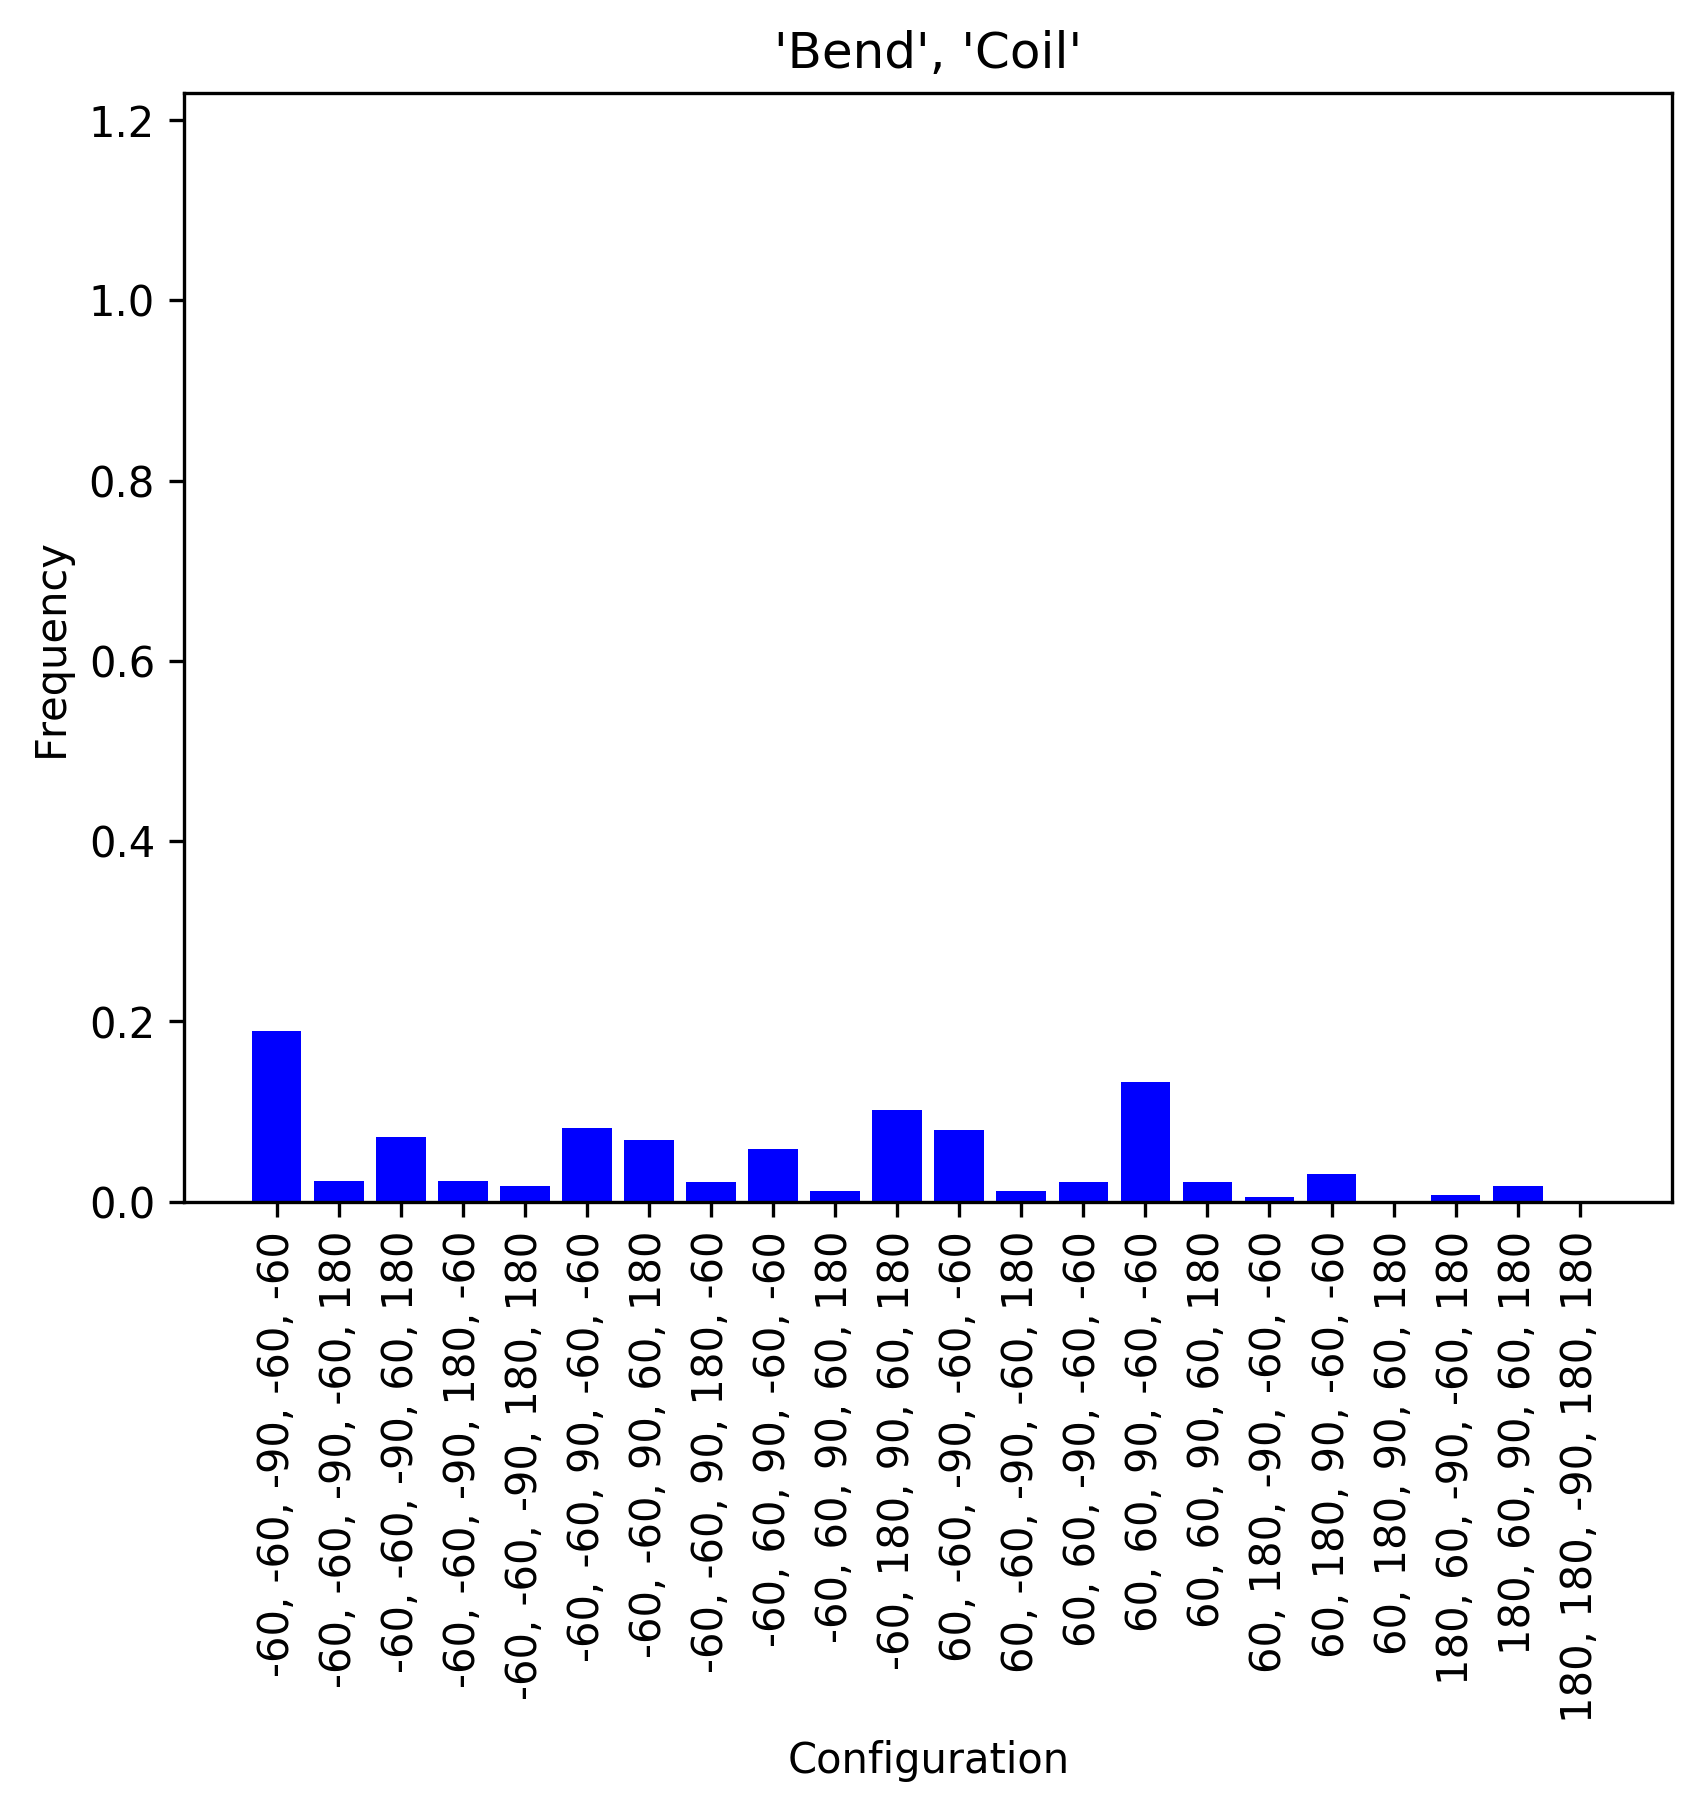 'Bend', 'Coil'
1.2
1.0
0.8
0.6
0.4
0.2
0.0
Frequency
-60, -60, -90, -60, -60
-60, -60, -90, -60, 180
-60, -60, -90, 60, 180
-60, -60, -90, 180, -60
-60, -60, -90, 180, 180
-60, -60, 90, -60, -60
-60, -60, 90, 60, 180
-60, -60, 90, 180, -60
-60, 60, 90, -60, -60
-60, 60, 90, 60, 180
-60, 180, 90, 60, 180
60, -60, -90, -60, -60
60, -60, -90, -60, 180
60, 60, -90, -60, -60
60, 60, 90, -60, -60
60, 60, 90, 60, 180
60, 180, -90, -60, -60
60, 180, 90, -60, -60
60, 180, 90, 60, 180
180, 60, -90, -60, 180
180, 60, 90, 60, 180
180, 180, -90, 180, 180
Configuration